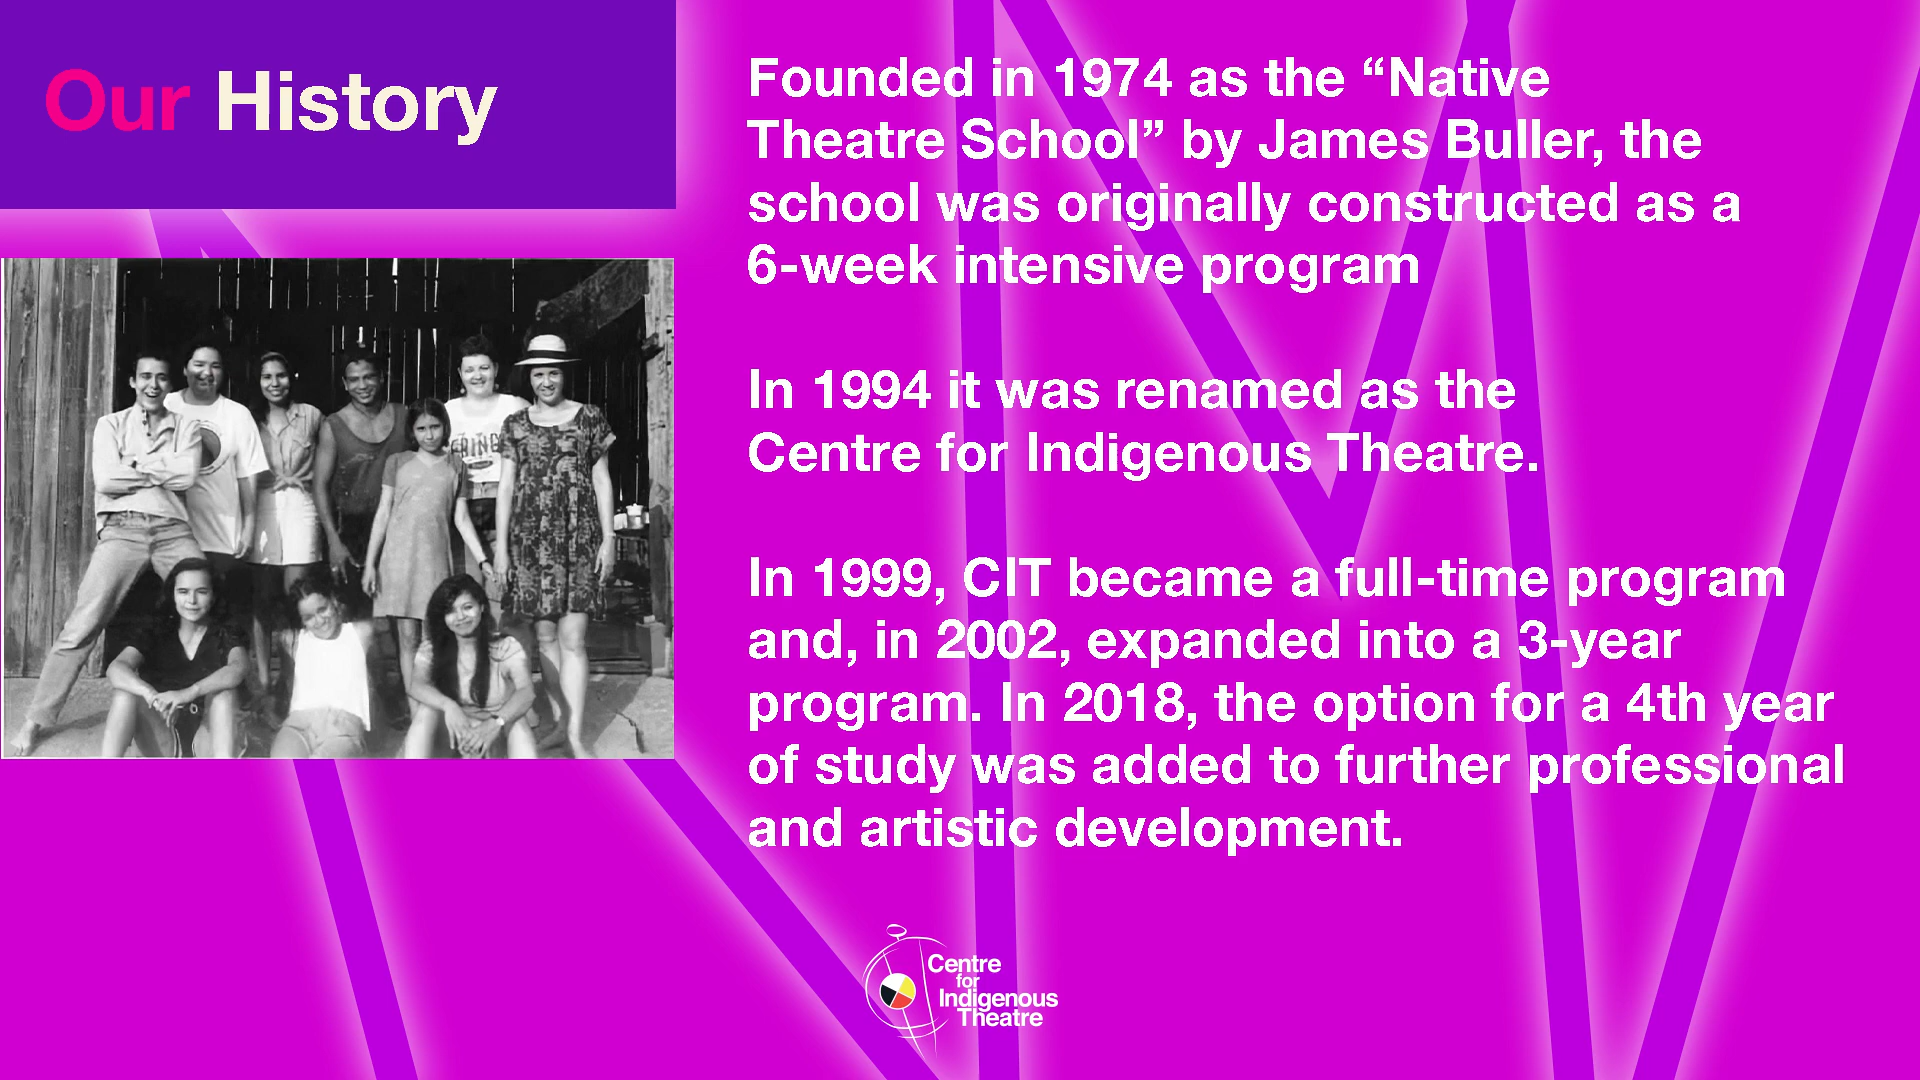 Our History
Founded in 1974 as the “Native
Theatre School” by James Buller, the
school was originally constructed as a
6-week intensive program
In 1994 it was renamed as the
Centre for Indigenous Theatre.
In 1999, CIT became a full-time program
and, in 2002, expanded into a 3-year
program. In 2018, the option for a 4th year
of study was added to further professional
and artistic development.
Centre
for
Indigenous
Theatre